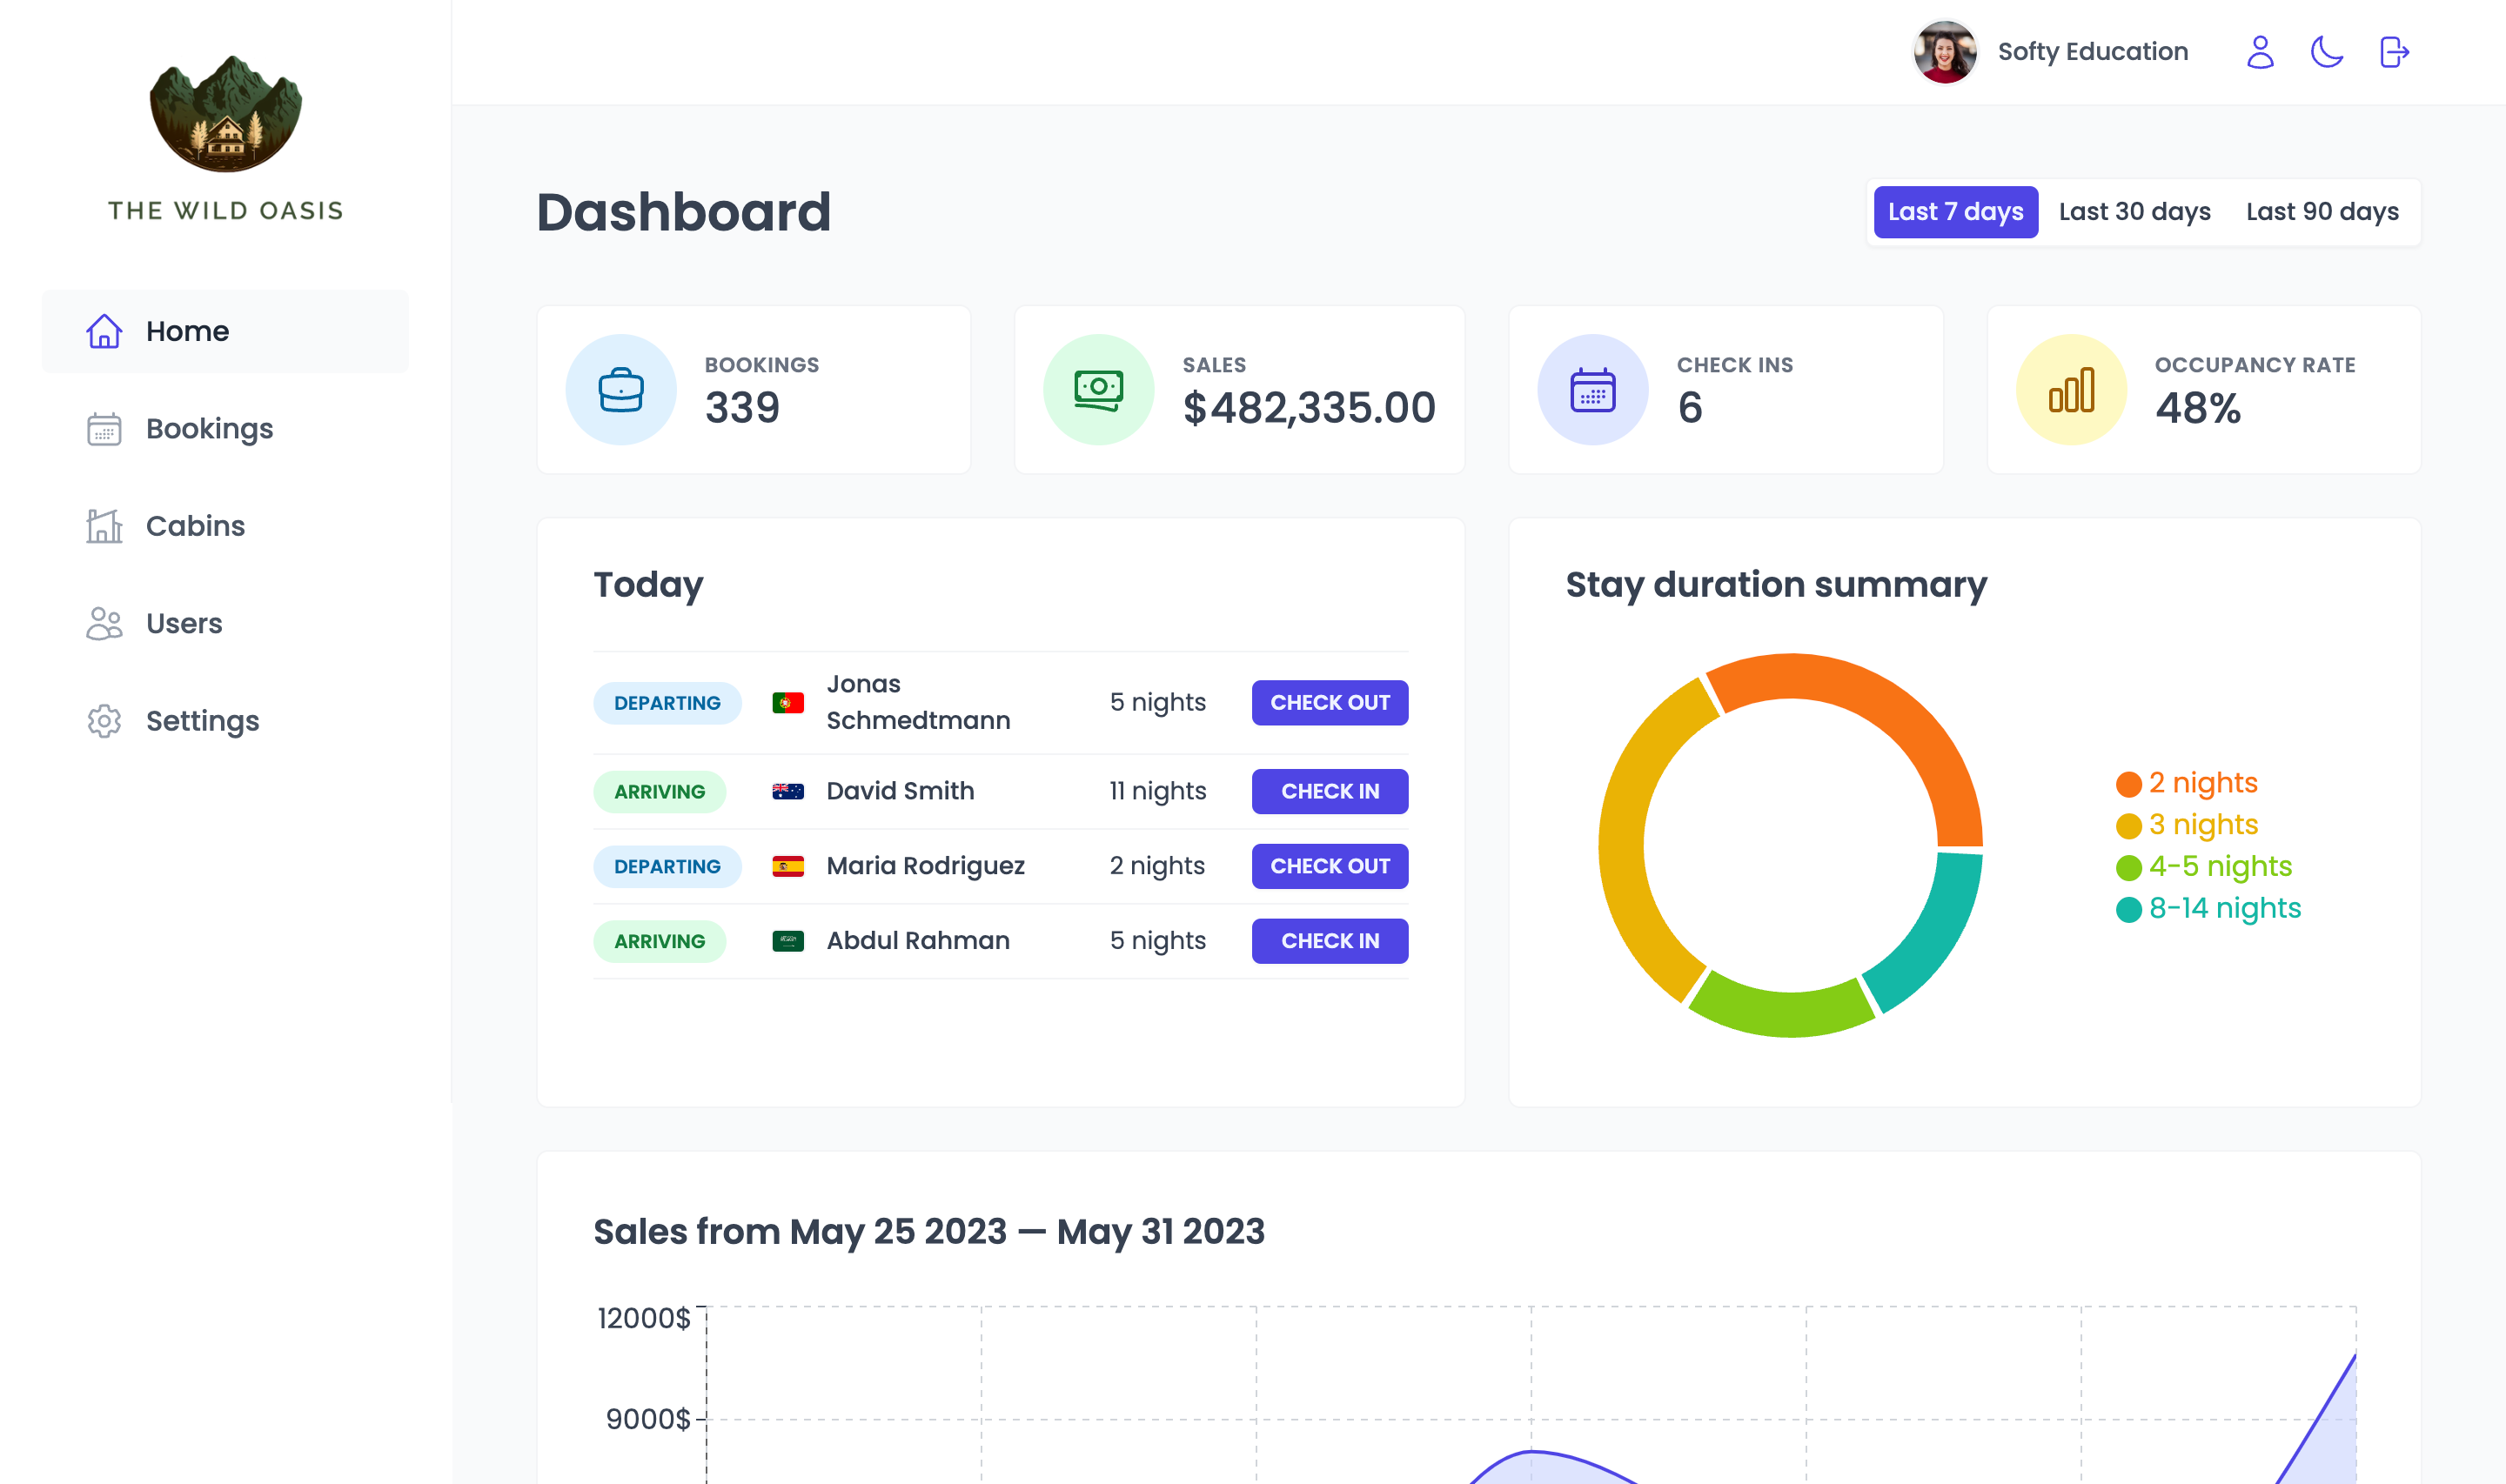 THE WILD OASIS
Softty Education
Home
Bookings
Cabins
Users
Settings
Dashboard
Last 7 days
Last 30 days
Last 90 days
BOOKINGS
339
SALES
$482,335.00
CHECK INS
6
OCCUPANCY RATE
48%
Today
DEPARTING
Jonas
Schmedtmann
5 nights
CHECK OUT
ARRIVING
David Smith
11 nights
CHECK IN
DEPARTING
Maria Rodriguez
2 nights
CHECK OUT
ARRIVING
Abdul Rahman
5 nights
CHECK IN
Stay duration summary
2 nights
3 nights
4-5 nights
8-14 nights
Sales from May 25 2023 — May 31 2023
12000$
9000$